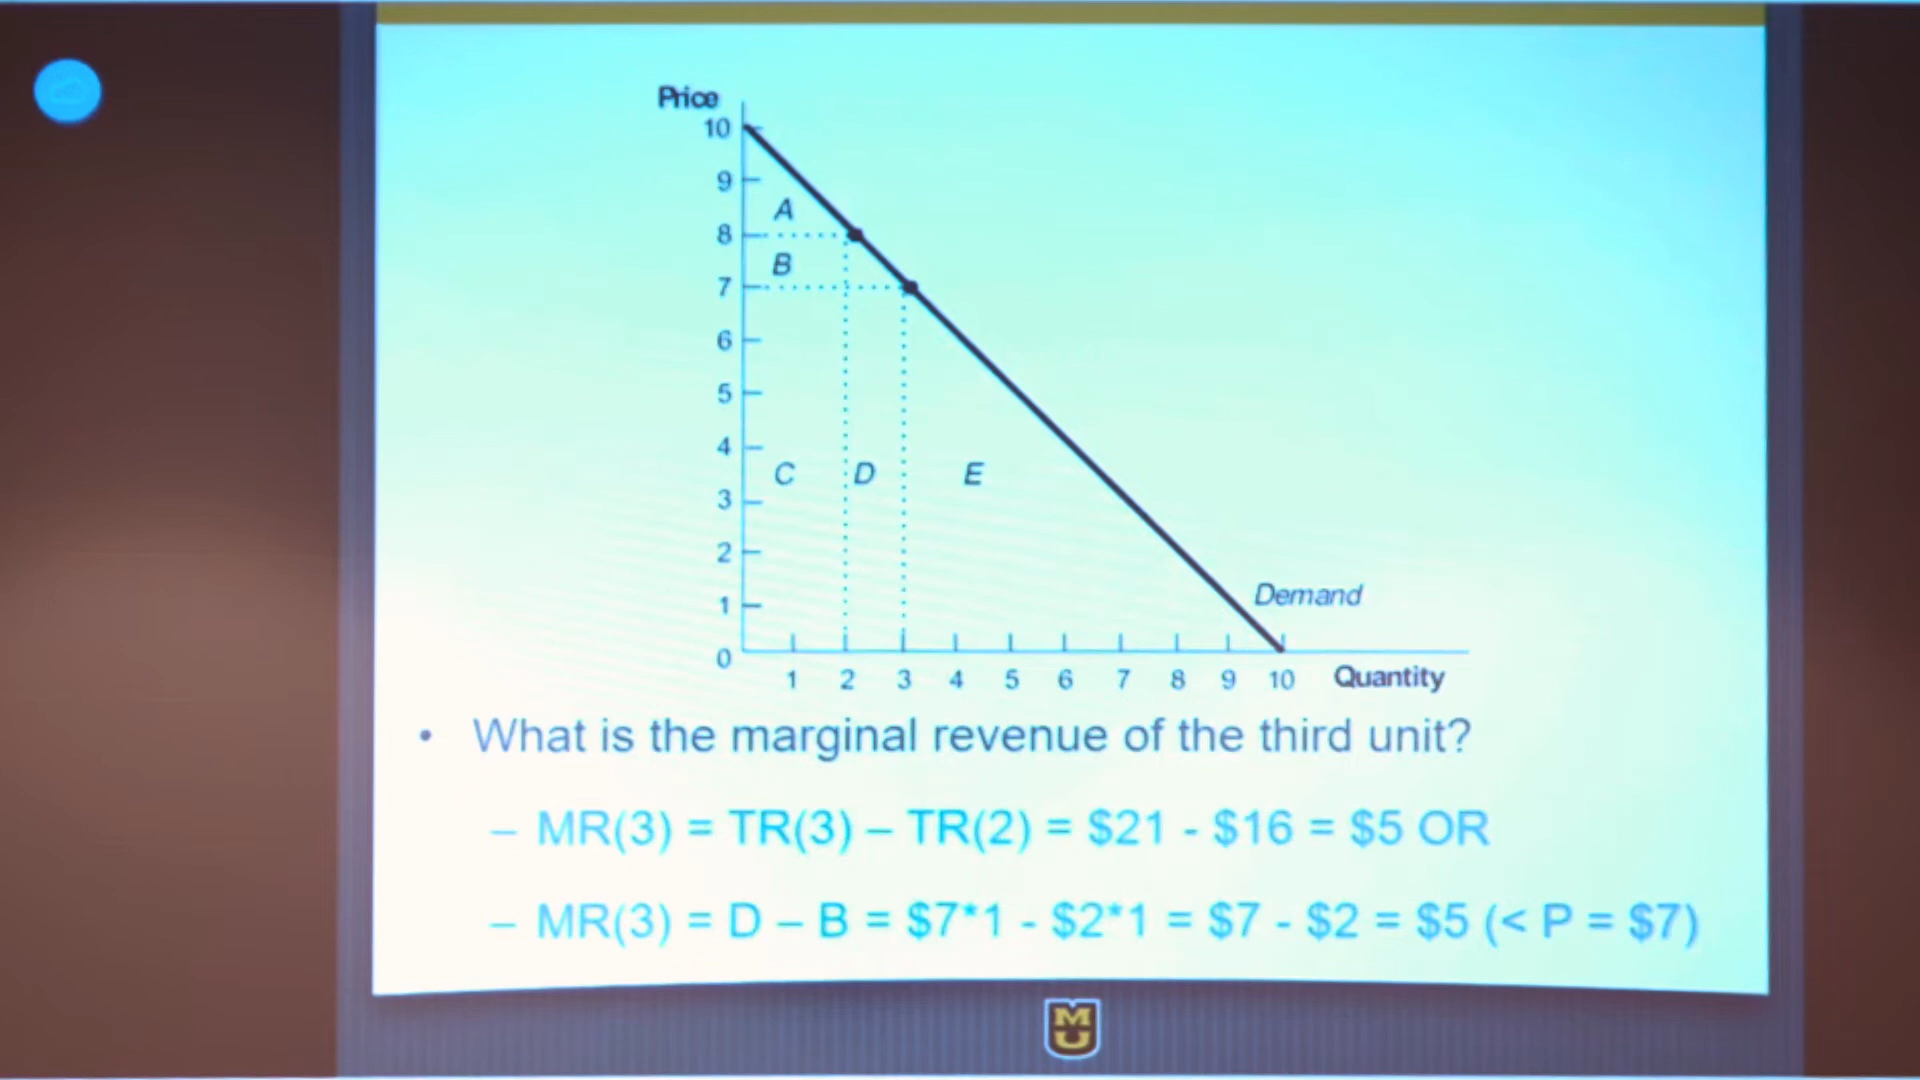 Price
10
9
A
8
B
7
6
5
4
C D E
3
2
Demand
1
0
1 2 3 4 5 6 7 8 9 10 Quantity
• What is the marginal revenue of the third unit?
– MR(3) = TR(3) – TR(2) = $21 - $16 = $5 OR
– MR(3) = D – B = $7*1 - $2*1 = $7 - $2 = $5 (< P = $7)
MU